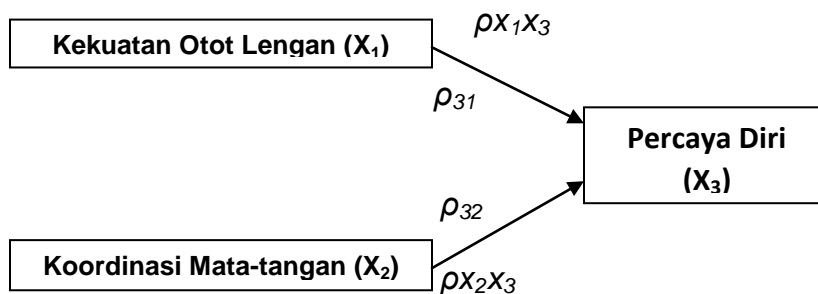 Kekuatan Otot Lengan (X₁)
ρx₁x₃
ρ₃₁
Percaya Diri
(X₃)
ρ₃₂
Koordinasi Mata-tangan (X₂)
ρx₂x₃